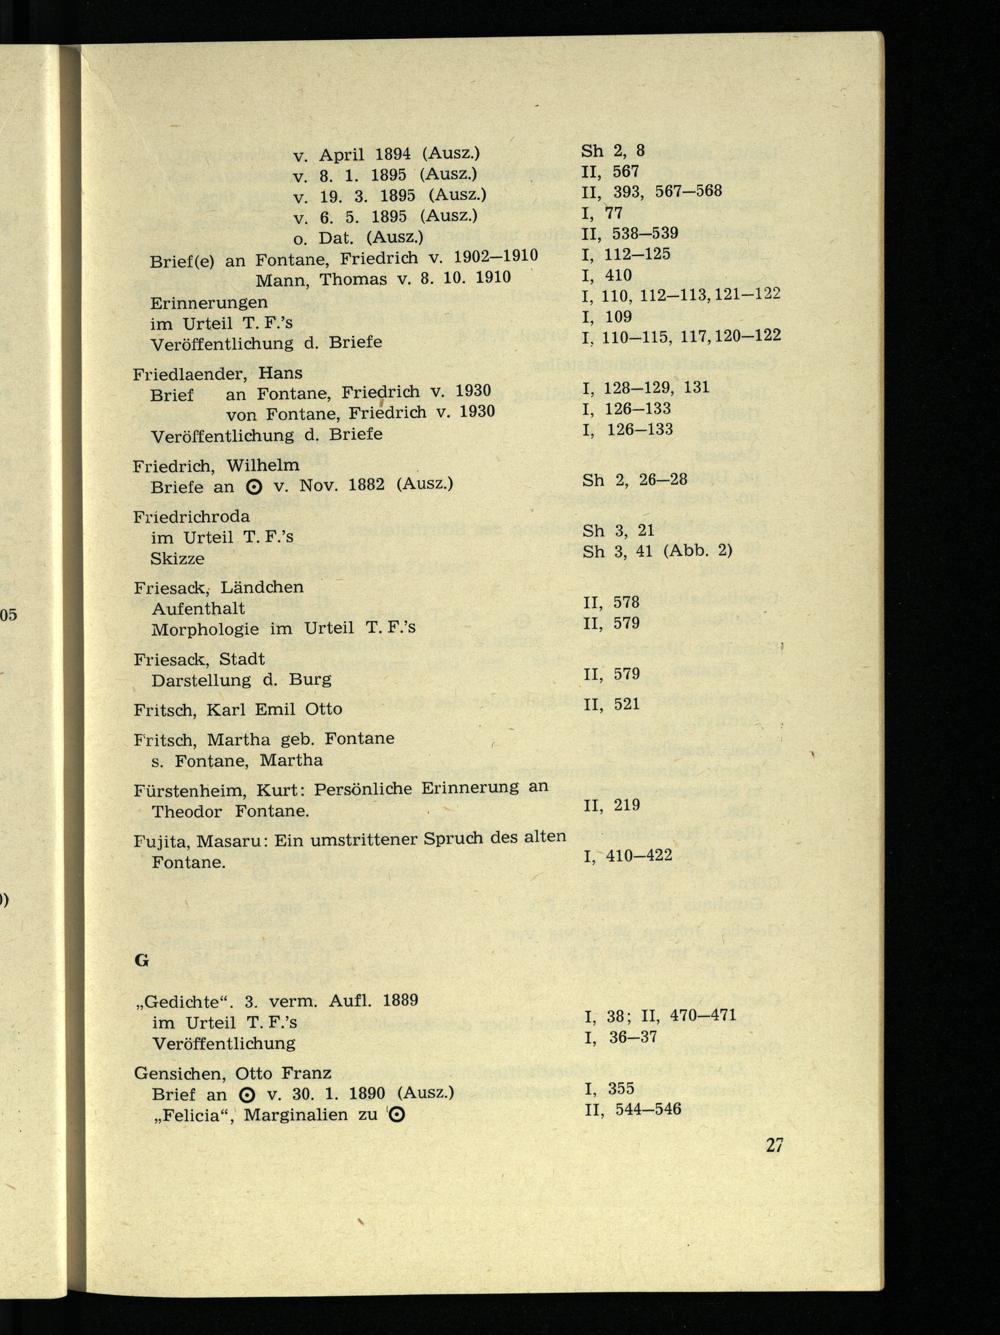 v. April 1894 (Ausz.) Sh 2, 8
v. 8. 1. 1895 (Ausz.) II, 567
v. 19. 3. 1895 (Ausz.) II, 393, 567—568
v. 6. 5. 1895 (Ausz.) I, 77
o. Dat. (Ausz.) II, 538—539
Brief(e) an Fontane, Friedrich v. 1902—1910 I, 112—125
Mann, Thomas v. 8. 10. 1910 I, 410
Erinnerungen I, 110, 112—113, 121—122
im Urteil T. F.'s I, 109
Veröffentlichung d. Briefe I, 110—115, 117, 120—122
Friedlaender, Hans
Brief an Fontane, Friedrich v. 1930 I, 128—129, 131
von Fontane, Friedrich v. 1930 I, 126—133
Veröffentlichung d. Briefe I, 126—133
Friedrich, Wilhelm
Briefe an ⊙ v. Nov. 1882 (Ausz.) Sh 2, 26—28
Friedrichroda
im Urteil T. F.'s Sh 3, 21
Skizze Sh 3, 41 (Abb. 2)
Friesack, Ländchen
Aufenthalt II, 578
Morphologie im Urteil T. F.'s II, 579
05
Friesack, Stadt
Darstellung d. Burg II, 579
Fritsch, Karl Emil Otto II, 521
Fritsch, Martha geb. Fontane
s. Fontane, Martha
Fürstenheim, Kurt: Persönliche Erinnerung an
Theodor Fontane. II, 219
Fujita, Masaru: Ein umstrittener Spruch des alten
Fontane. I, 410—422
)
G
„Gedichte“. 3. verm. Aufl. 1889
im Urteil T. F.'s I, 38; II, 470—471
Veröffentlichung I, 36—37
Gensichen, Otto Franz
Brief an ⊙ v. 30. 1. 1890 (Ausz.) I, 355
„Felicia“, Marginalien zu ⊙ II, 544—546
27